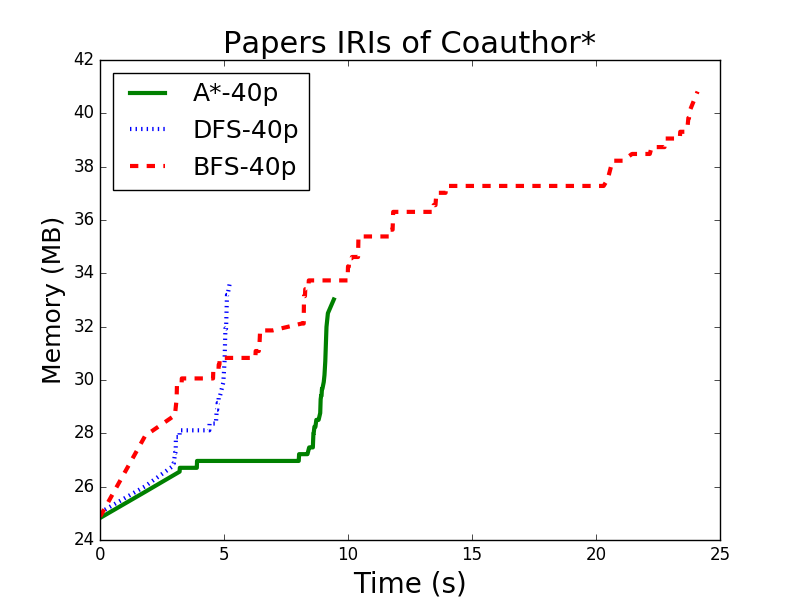 Papers IRIs of Coauthor*
A*-40p
DFS-40p
BFS-40p
Memory (MB)
42
40
38
36
34
32
30
28
26
24
0 5 10 15 20 25
Time (s)